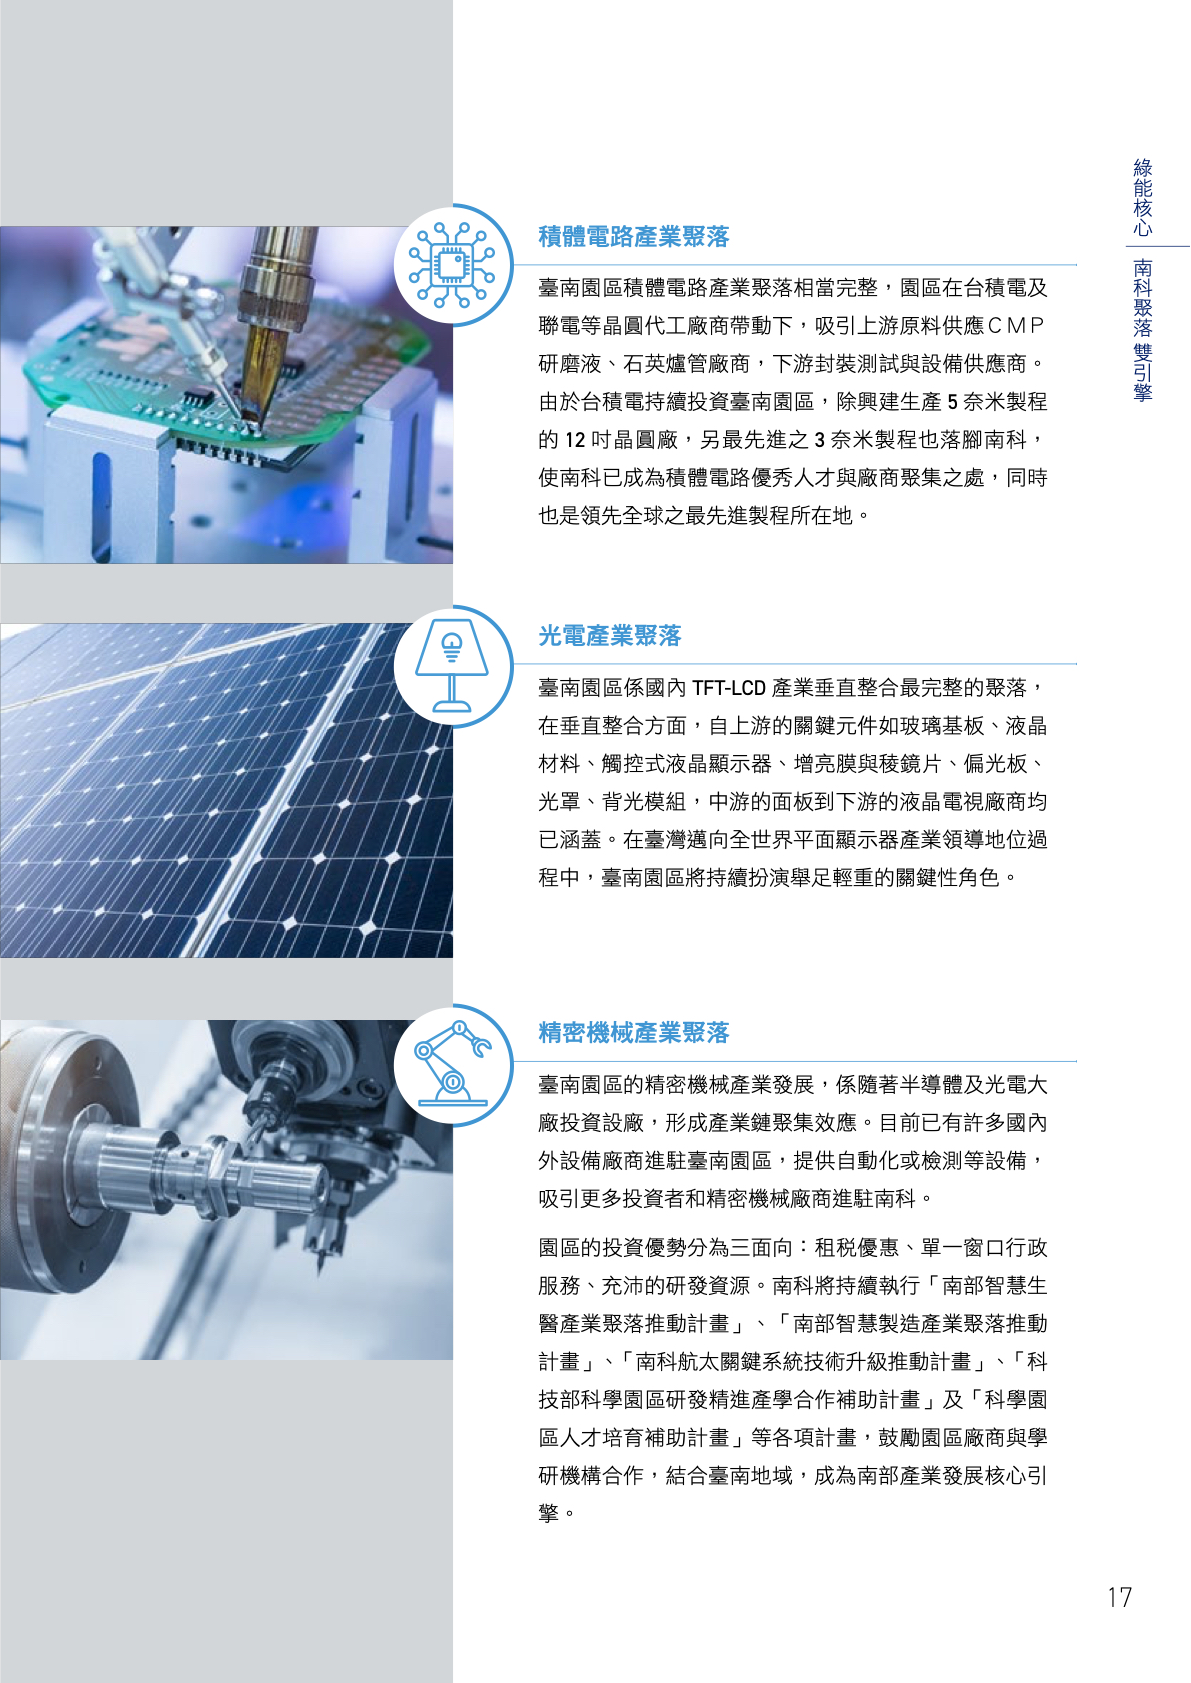 綠能核心
南科聚落 雙引擎
積體電路產業聚落
臺南園區積體電路產業聚落相當完整，園區在台積電及
聯電等晶圓代工廠商帶動下，吸引上游原料供應ＣＭＰ
研磨液、石英爐管廠商，下游封裝測試與設備供應商。
由於台積電持續投資臺南園區，除興建生產 5 奈米製程
的 12 吋晶圓廠，另最先進之 3 奈米製程也落腳南科，
使南科已成為積體電路優秀人才與廠商聚集之處，同時
也是領先全球之最先進製程所在地。
光電產業聚落
臺南園區係國內 TFT-LCD 產業垂直整合最完整的聚落，
在垂直整合方面，自上游的關鍵元件如玻璃基板、液晶
材料、觸控式液晶顯示器、增亮膜與稜鏡片、偏光板、
光罩、背光模組，中游的面板到下游的液晶電視廠商均
已涵蓋。在臺灣邁向全世界平面顯示器產業領導地位過
程中，臺南園區將持續扮演舉足輕重的關鍵性角色。
精密機械產業聚落
臺南園區的精密機械產業發展，係隨著半導體及光電大
廠投資設廠，形成產業鏈聚集效應。目前已有許多國內
外設備廠商進駐臺南園區，提供自動化或檢測等設備，
吸引更多投資者和精密機械廠商進駐南科。
園區的投資優勢分為三面向：租稅優惠、單一窗口行政
服務、充沛的研發資源。南科將持續執行「南部智慧生
醫產業聚落推動計畫」、「南部智慧製造產業聚落推動
計畫」、「南科航太關鍵系統技術升級推動計畫」、「科
技部科學園區研發精進產學合作補助計畫」及「科學園
區人才培育補助計畫」等各項計畫，鼓勵園區廠商與學
研機構合作，結合臺南地域，成為南部產業發展核心引
擎。
17